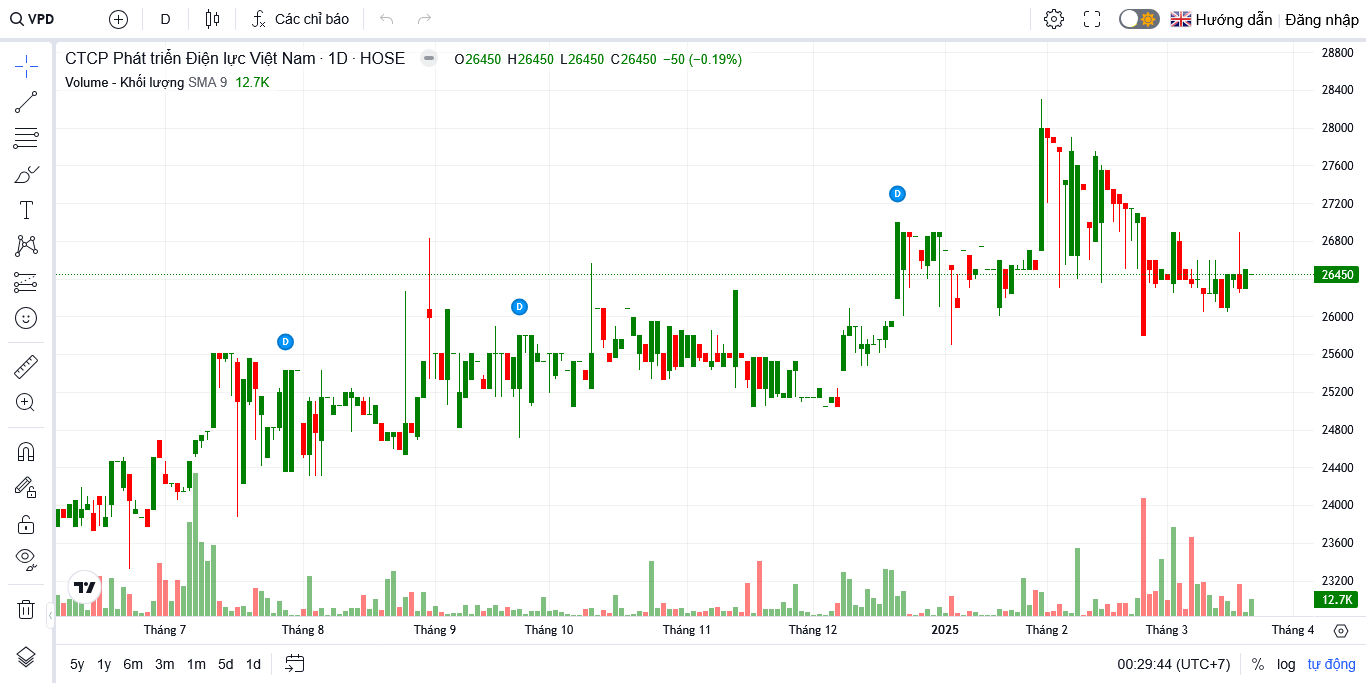 VPD D Các chỉ báo Hướng dẫn Đăng nhập
CTCP Phát triển Điện lực Việt Nam · 1D · HOSE O26450 H26450 L26450 C26450 −50 (−0.19%)
Volume - Khối lượng SMA 9 12.7K
28800
28400
28000
27600
27200
26800
26450
26000
25600
25200
24800
24400
24000
23600
23200
12.7K
D
D
D
Tháng 7 Tháng 8 Tháng 9 Tháng 10 Tháng 11 Tháng 12 2025 Tháng 2 Tháng 3 Tháng 4
5y 1y 6m 3m 1m 5d 1d 00:29:44 (UTC+7) % log tự động